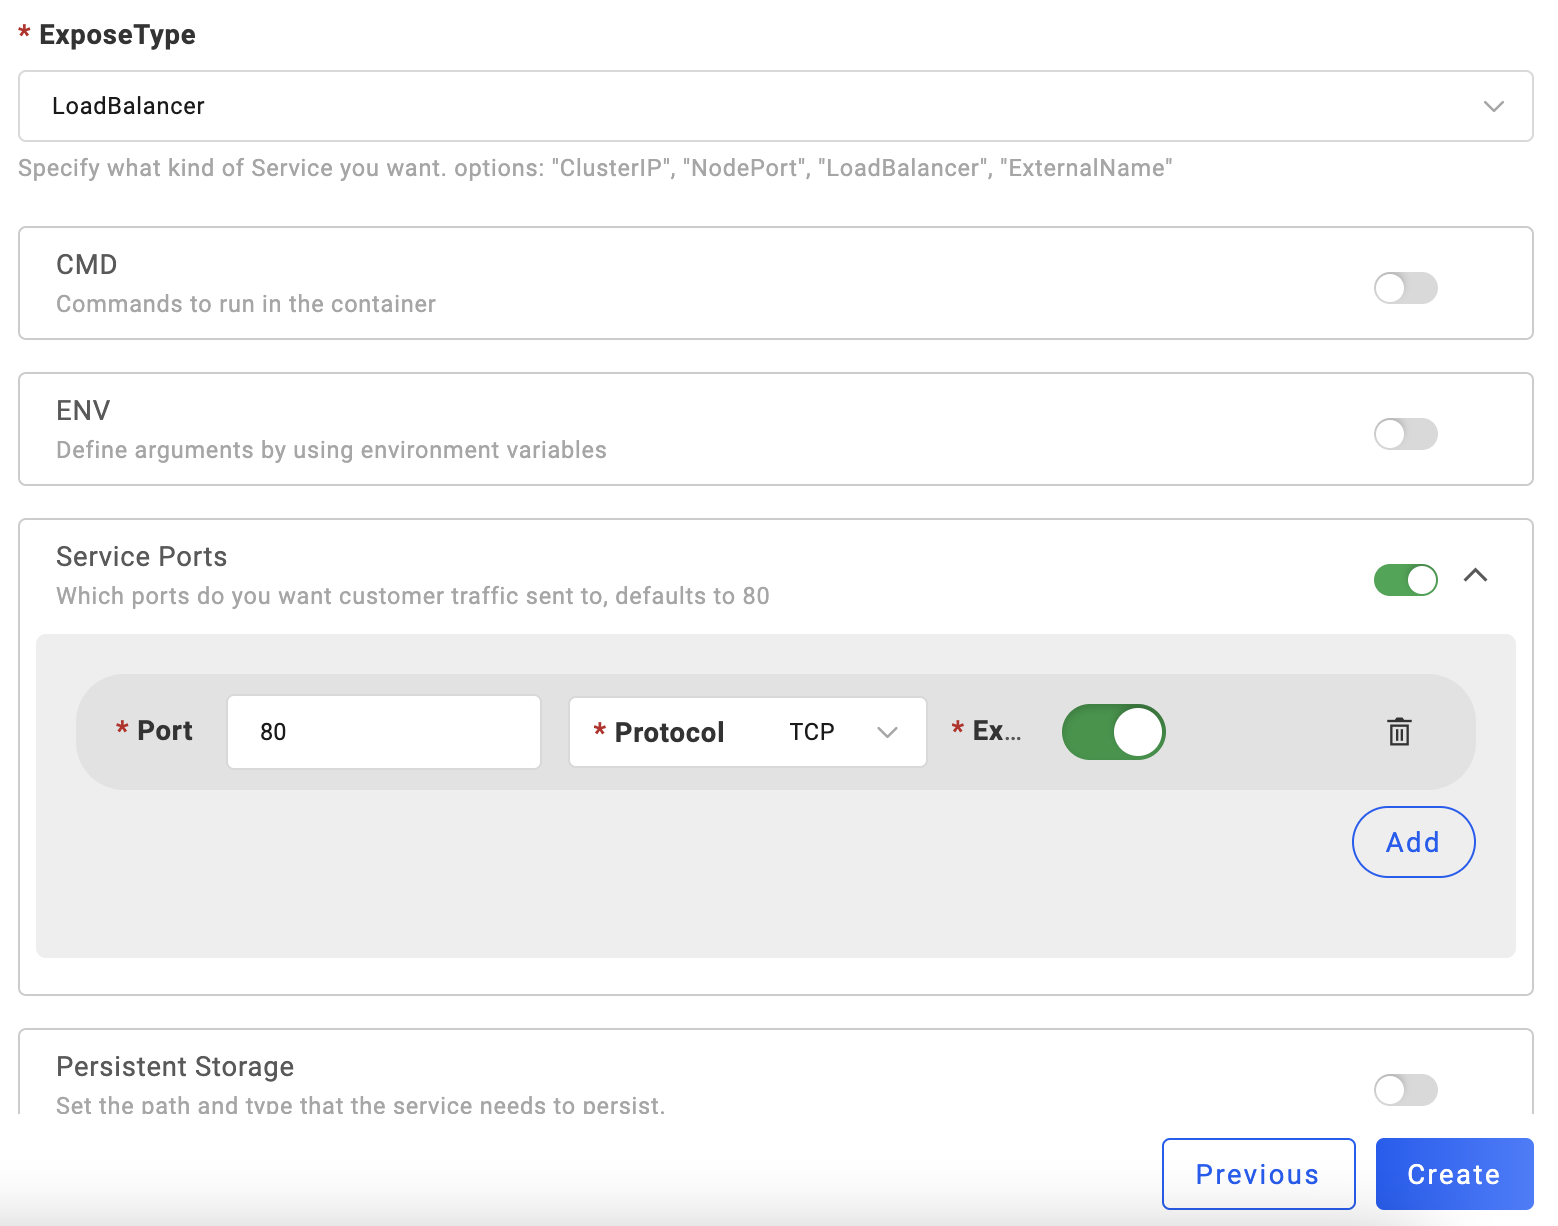 * ExposeType
LoadBalancer
Specify what kind of Service you want. options: "ClusterIP", "NodePort", "LoadBalancer", "ExternalName"
CMD
Commands to run in the container
ENV
Define arguments by using environment variables
Service Ports
Which ports do you want customer traffic sent to, defaults to 80
* Port 80 * Protocol TCP * Ex...
Add
Persistent Storage
Set the path and type that the service needs to persist.
Previous Create